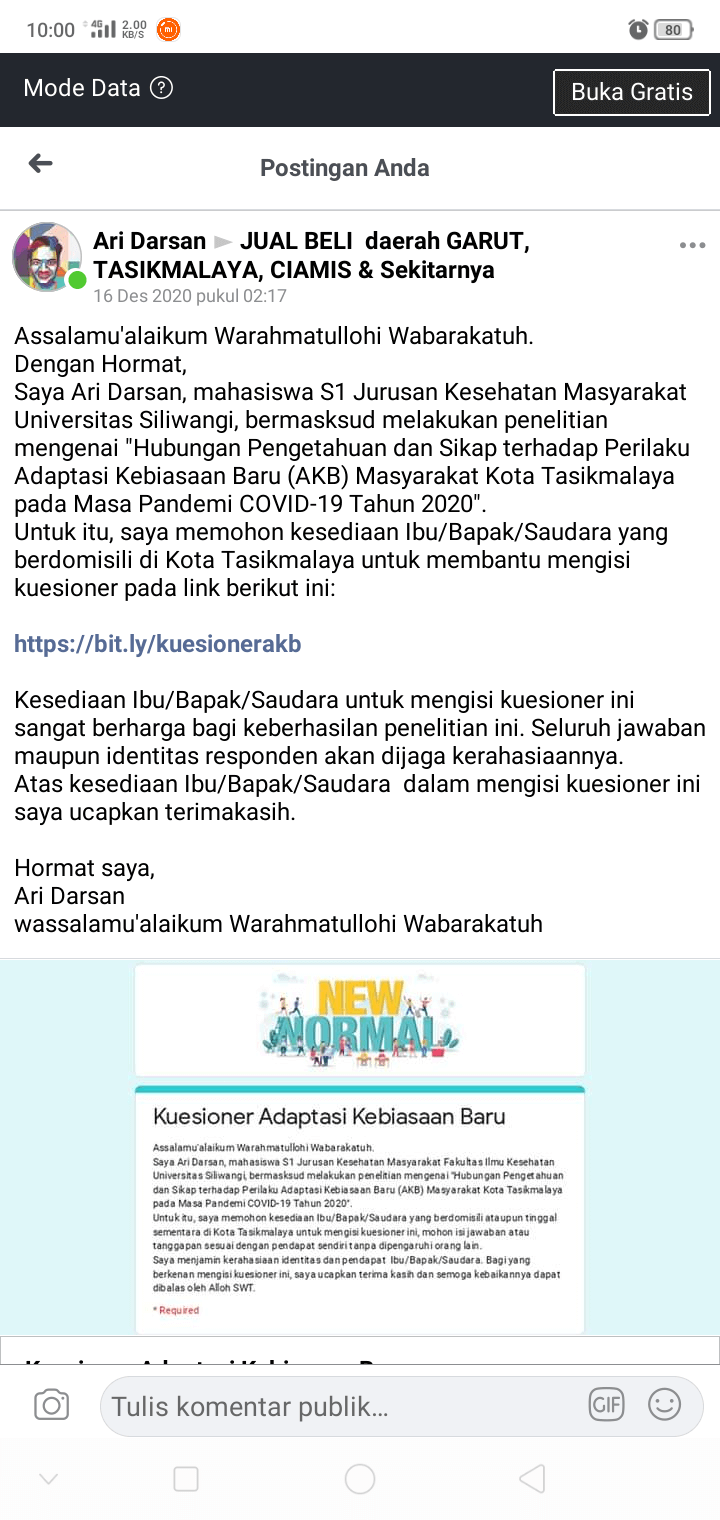 10:00 4G 2.00 KB/S 80
Mode Data ? Buka Gratis
Postingan Anda
Ari Darsan ► JUAL BELI daerah GARUT,
TASIKMALAYA, CIAMIS & Sekitarnya
16 Des 2020 pukul 02:17
Assalamu'alaikum Warahmatullohi Wabarakatuh.
Dengan Hormat,
Saya Ari Darsan, mahasiswa S1 Jurusan Kesehatan Masyarakat
Universitas Siliwangi, bermasksud melakukan penelitian
mengenai "Hubungan Pengetahuan dan Sikap terhadap Perilaku
Adaptasi Kebiasaan Baru (AKB) Masyarakat Kota Tasikmalaya
pada Masa Pandemi COVID-19 Tahun 2020".
Untuk itu, saya memohon kesediaan Ibu/Bapak/Saudara yang
berdomisili di Kota Tasikmalaya untuk membantu mengisi
kuesioner pada link berikut ini:
https://bit.ly/kuesionerakb
Kesediaan Ibu/Bapak/Saudara untuk mengisi kuesioner ini
sangat berharga bagi keberhasilan penelitian ini. Seluruh jawaban
maupun identitas responden akan dijaga kerahasiaannya.
Atas kesediaan Ibu/Bapak/Saudara dalam mengisi kuesioner ini
saya ucapkan terimakasih.
Hormat saya,
Ari Darsan
wassalamu'alaikum Warahmatullohi Wabarakatuh
NEW
NORMAL
Kuesioner Adaptasi Kebiasaan Baru
Assalamu'alaikum Warahmatullohi Wabarakatuh.
Saya Ari Darsan, mahasiswa S1 Jurusan Kesehatan Masyarakat Fakultas Ilmu Kesehatan
Universitas Siliwangi, bermasksud melakukan penelitian mengenai "Hubungan Pengetahuan
dan Sikap terhadap Perilaku Adaptasi Kebiasaan Baru (AKB) Masyarakat Kota Tasikmalaya
pada Masa Pandemi COVID-19 Tahun 2020".
Untuk itu, saya memohon kesediaan Ibu/Bapak/Saudara yang berdomisili ataupun tinggal
sementara di Kota Tasikmalaya untuk mengisi kuesioner ini, mohon isi jawaban atau
tanggapan sesuai dengan pendapat sendiri tanpa dipengaruhi orang lain.
Saya menjamin kerahasiaan identitas dan pendapat Ibu/Bapak/Saudara. Bagi yang
berkenan mengisi kuesioner ini, saya ucapkan terima kasih dan semoga kebaikannya dapat
dibalas oleh Alloh SWT.
* Required
Tulis komentar publik... GIF